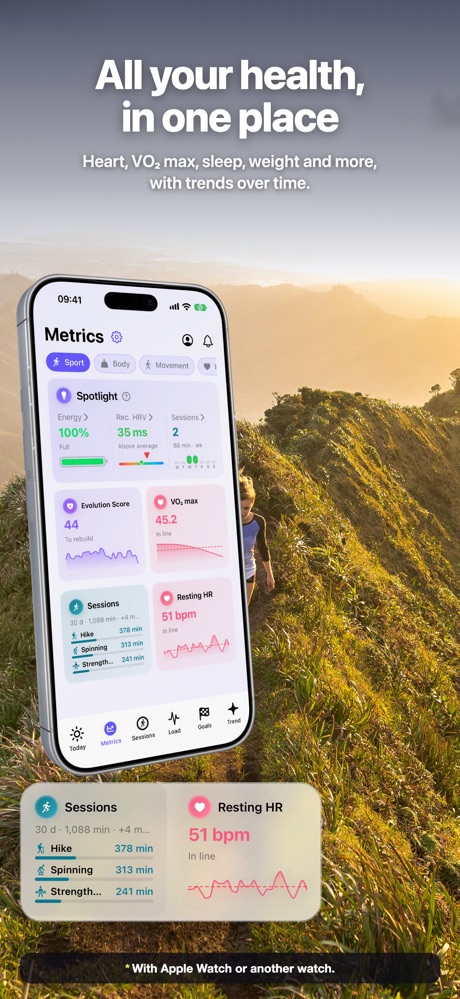 All your health,
in one place
Heart, VO₂ max, sleep, weight and more,
with trends over time.
09:41
Metrics
Sport
Body
Movement
Spotlight ?
Energy >
100%
Full
Rec. HRV >
35 ms
Above average
Sessions >
2
88 min · wk
M T W T F S S
Evolution Score
44
To rebuild
VO₂ max
45.2
In line
Sessions
30 d · 1,088 min · +4 m...
Hike 378 min
Spinning 313 min
Strength... 241 min
Resting HR
51 bpm
In line
Today
Metrics
Sessions
Load
Goals
Trend
Sessions
30 d · 1,088 min · +4 m...
Hike 378 min
Spinning 313 min
Strength... 241 min
Resting HR
51 bpm
In line
* With Apple Watch or another watch.